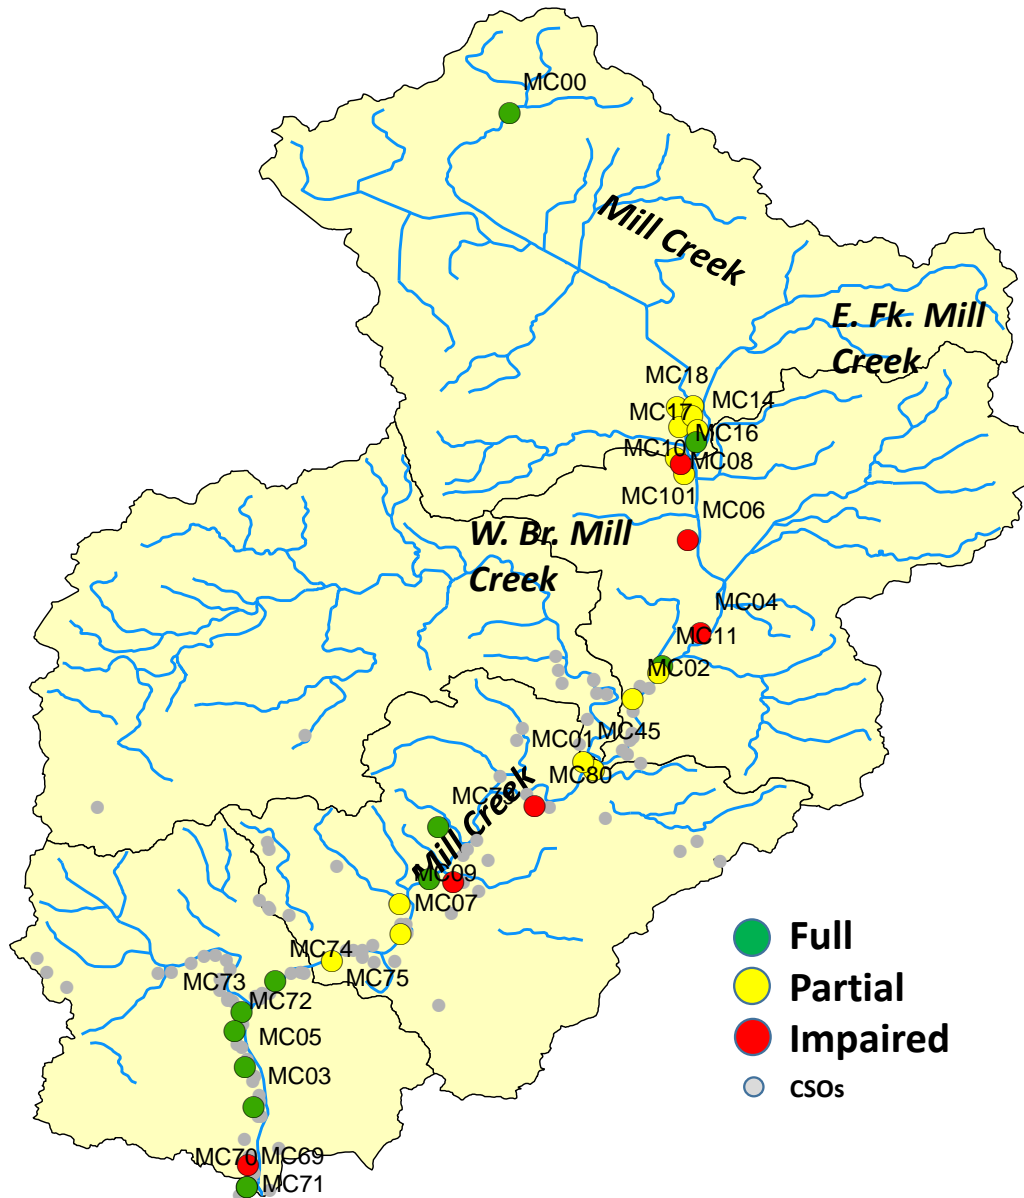 MC00
Mill Creek
E. Fk. Mill
Creek
MC18
MC14
MC17
MC16
MC10
MC08
MC101
MC06
W. Br. Mill
Creek
MC04
MC11
MC02
MC45
MC01
MC80
Mill Creek
MC09
MC07
MC74
MC75
MC73
MC72
MC05
MC03
MC70
MC69
MC71
Full
Partial
Impaired
CSOs